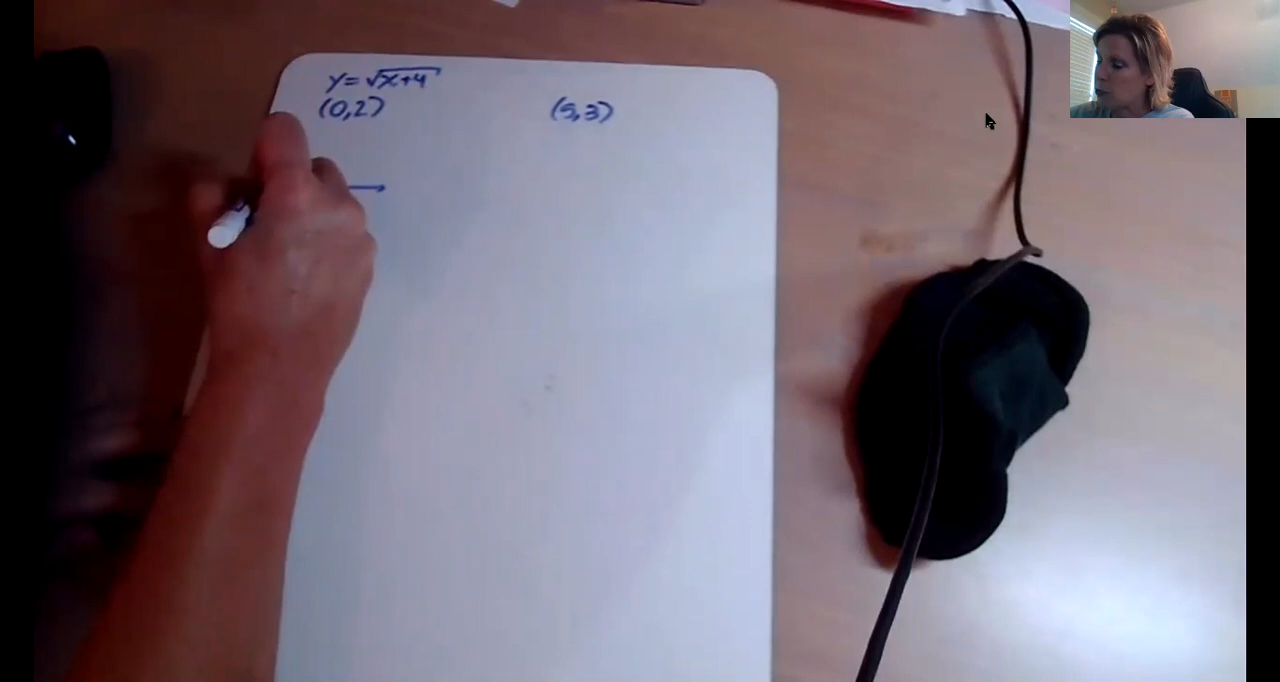 y=√x+4
(0,2) (5,3)